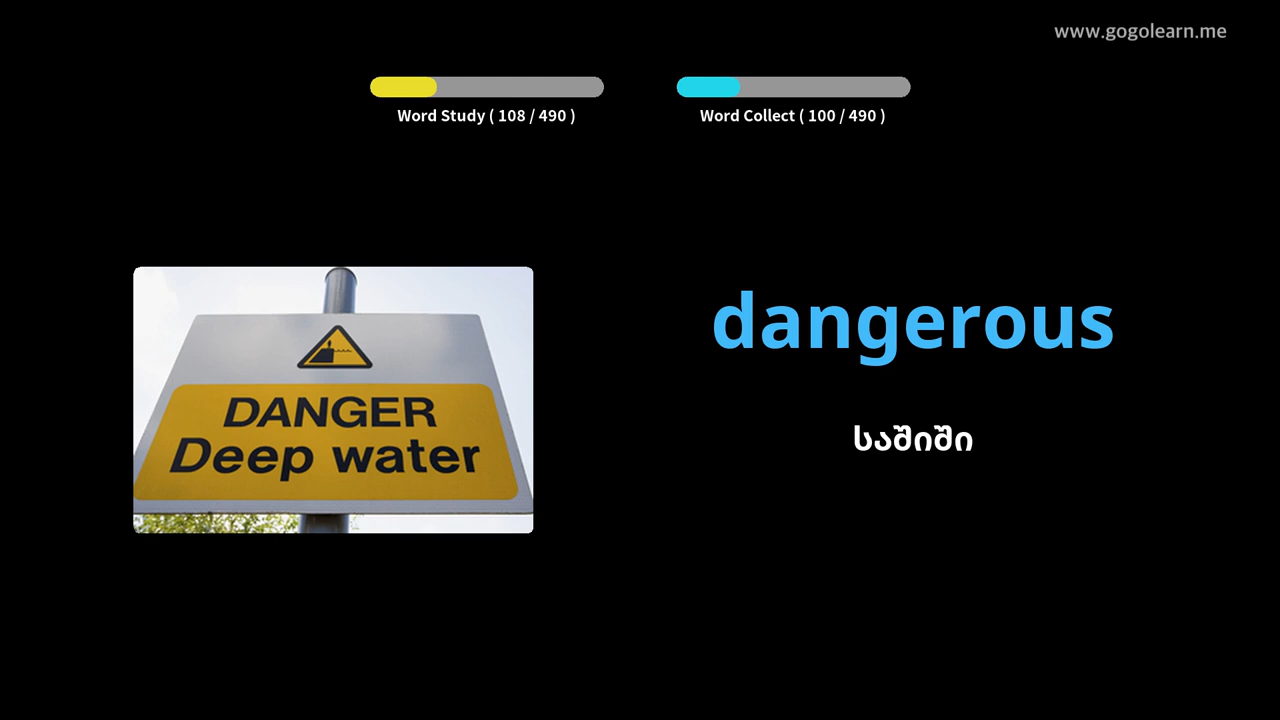 www.gogolearn.me
Word Study ( 108 / 490 )
Word Collect ( 100 / 490 )
DANGER
Deep water
dangerous
საშიში